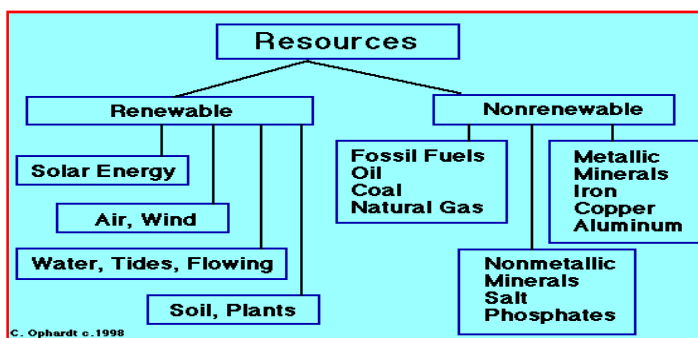 Resources
Renewable
Nonrenewable
Solar Energy
Air, Wind
Water, Tides, Flowing
Soil, Plants
Fossil Fuels
Oil
Coal
Natural Gas
Nonmetallic
Minerals
Salt
Phosphates
Metallic
Minerals
Iron
Copper
Aluminum
C. Ophardt c.1998